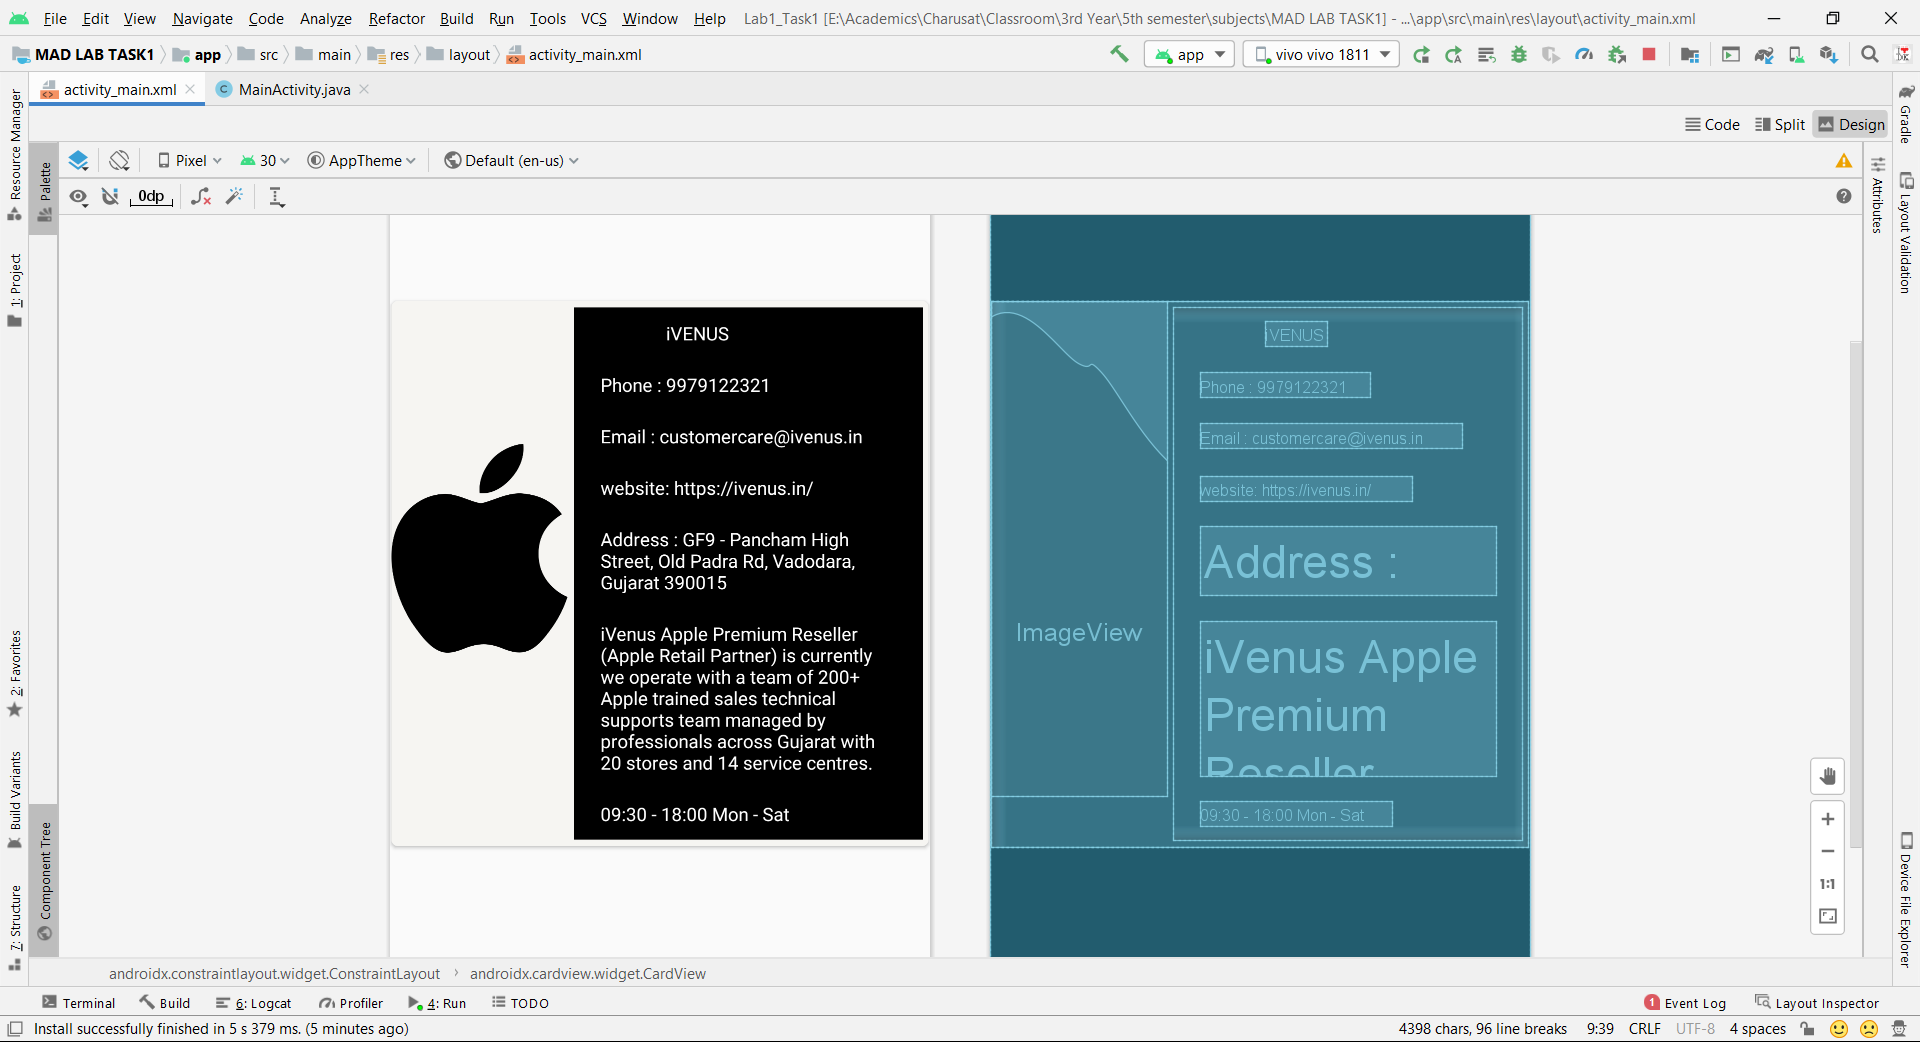 File Edit View Navigate Code Analyze Refactor Build Run Tools VCS Window Help Lab1_Task1 [E:\Academics\Charusat\Classroom\3rd Year\5th semester\subjects\MAD LAB TASK1] - ...\app\src\main\res\layout\activity_main.xml
MAD LAB TASK1 app src main res layout activity_main.xml app vivo vivo 1811
activity_main.xml MainActivity.java
Code Split Design
Pixel 30 AppTheme Default (en-us)
0dp
Resource Manager
1: Project
2: Favorites
Build Variants
7: Structure
Palette
Component Tree
iVENUS
Phone : 9979122321
Email : customercare@ivenus.in
website: https://ivenus.in/
Address : GF9 - Pancham High
Street, Old Padra Rd, Vadodara,
Gujarat 390015
iVenus Apple Premium Reseller
(Apple Retail Partner) is currently
we operate with a team of 200+
Apple trained sales technical
supports team managed by
professionals across Gujarat with
20 stores and 14 service centres.
09:30 - 18:00 Mon - Sat
ImageView
iVENUS
Phone : 9979122321
Email : customercare@ivenus.in
website: https://ivenus.in/
Address :
iVenus Apple
Premium
Reseller
09:30 - 18:00 Mon - Sat
1:1
Attributes
Gradle
Layout Validation
Device File Explorer
androidx.constraintlayout.widget.ConstraintLayout › androidx.cardview.widget.CardView
Terminal Build 6: Logcat Profiler 4: Run TODO 1 Event Log Layout Inspector
Install successfully finished in 5 s 379 ms. (5 minutes ago) 4398 chars, 96 line breaks 9:39 CRLF UTF-8 4 spaces